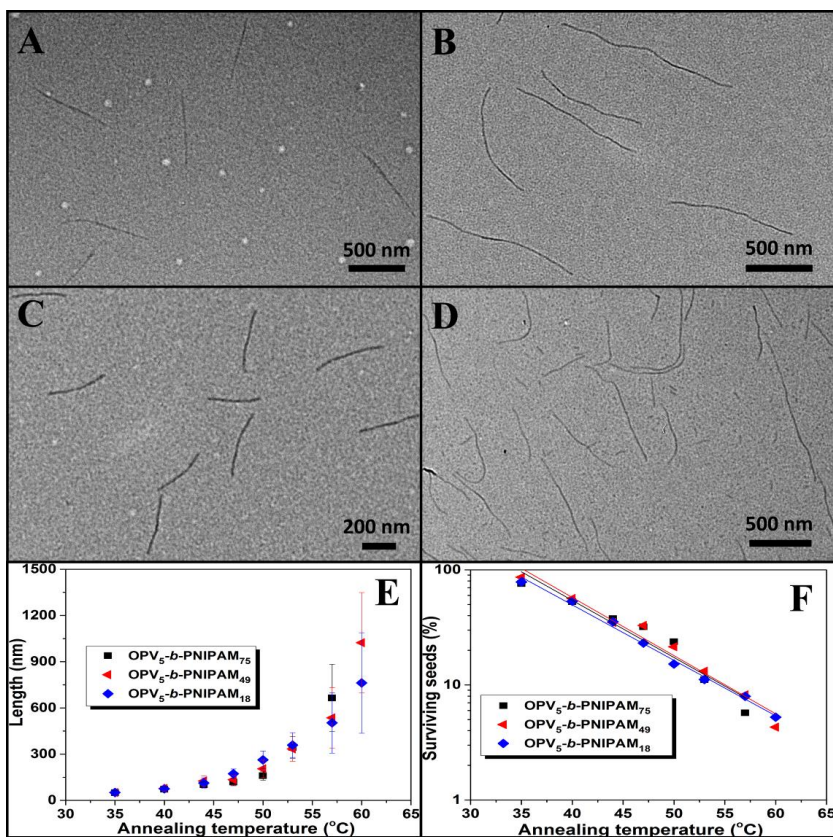 A
500 nm
B
500 nm
C
200 nm
D
500 nm
1500
1200
900
600
300
0
Length (nm)
E
OPV₅-b-PNIPAM₇₅
OPV₅-b-PNIPAM₄₉
OPV₅-b-PNIPAM₁₈
30 35 40 45 50 55 60 65
Annealing temperature (°C)
100
10
1
Surviving seeds (%)
F
OPV₅-b-PNIPAM₇₅
OPV₅-b-PNIPAM₄₉
OPV₅-b-PNIPAM₁₈
30 35 40 45 50 55 60 65
Annealing temperature (°C)